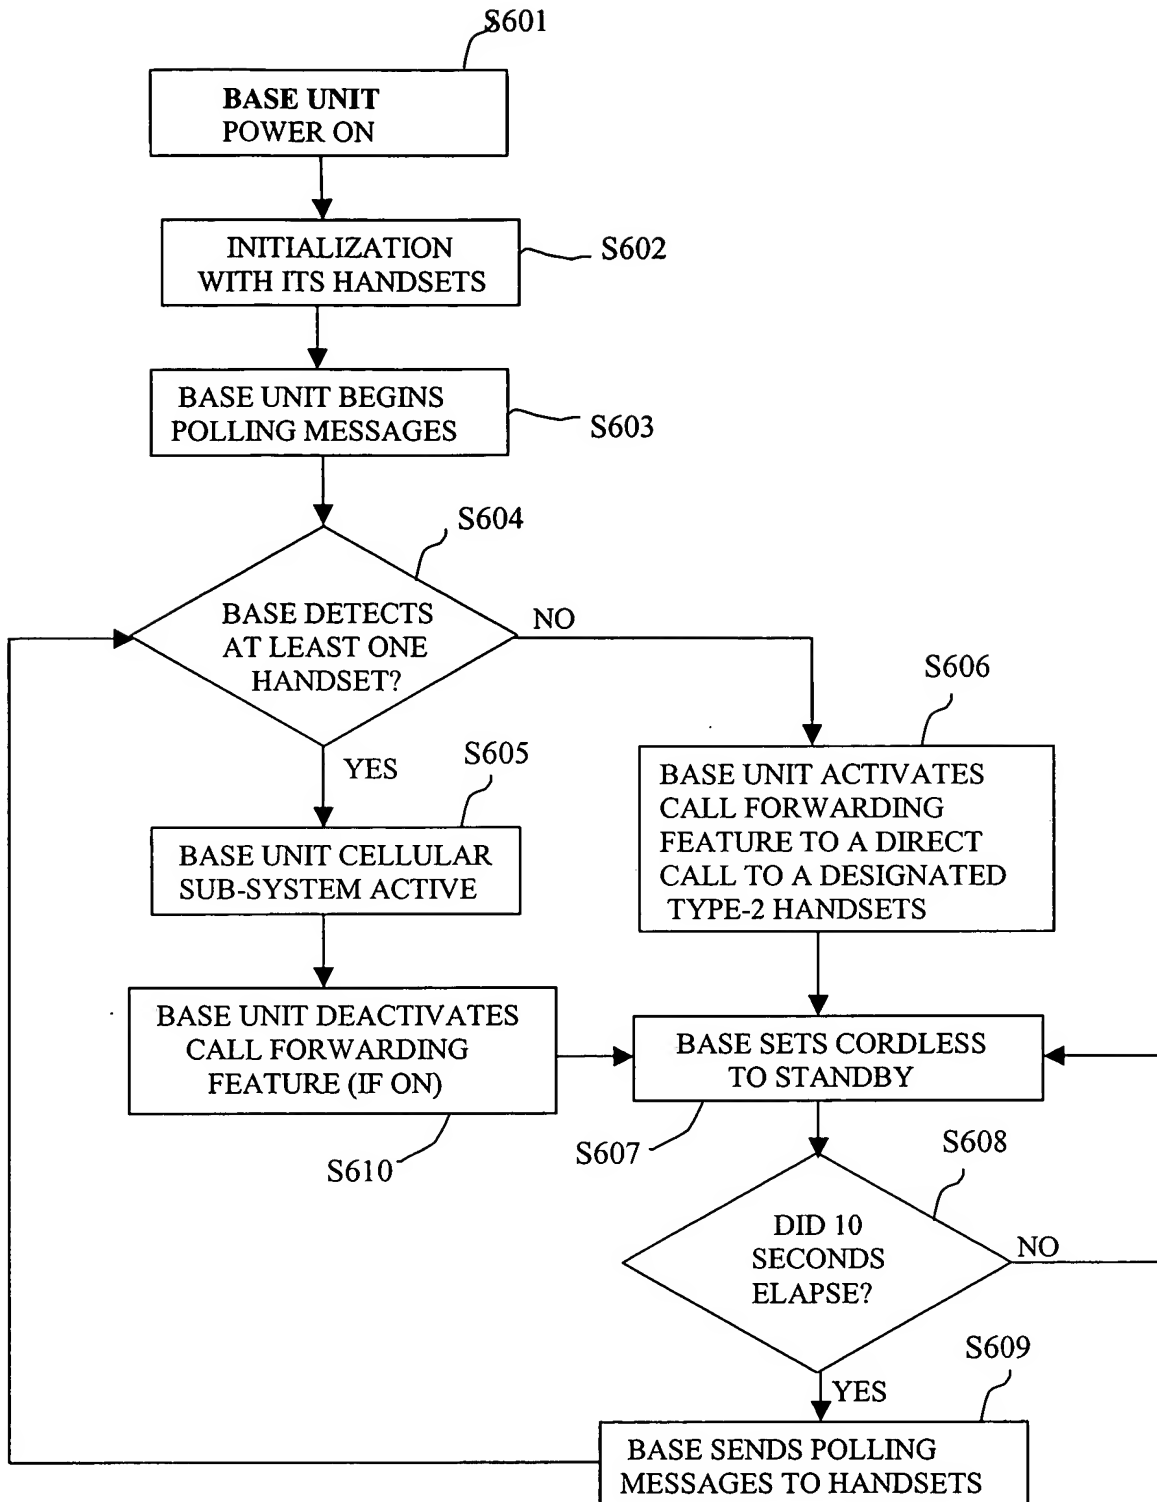 S601
BASE UNIT
POWER ON
INITIALIZATION
WITH ITS HANDSETS
S602
BASE UNIT BEGINS
POLLING MESSAGES
S603
S604
BASE DETECTS
AT LEAST ONE
HANDSET?
NO
YES
S605
S606
BASE UNIT CELLULAR
SUB-SYSTEM ACTIVE
BASE UNIT ACTIVATES
CALL FORWARDING
FEATURE TO A DIRECT
CALL TO A DESIGNATED
TYPE-2 HANDSETS
BASE UNIT DEACTIVATES
CALL FORWARDING
FEATURE (IF ON)
S610
BASE SETS CORDLESS
TO STANDBY
S607
S608
DID 10
SECONDS
ELAPSE?
NO
YES
S609
BASE SENDS POLLING
MESSAGES TO HANDSETS